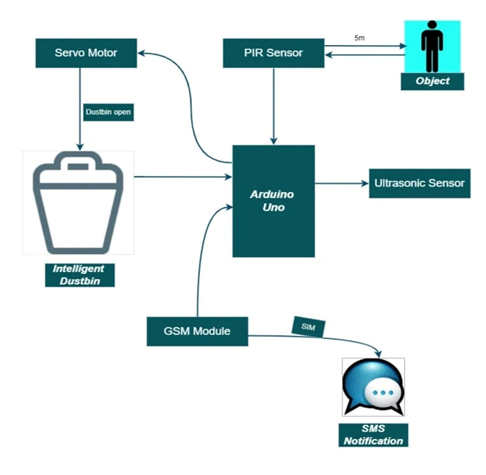 Servo Motor
PIR Sensor
5m
Object
Dustbin open
Arduino
Uno
Ultrasonic Sensor
Intelligent
Dustbin
GSM Module
SIM
SMS
Notification